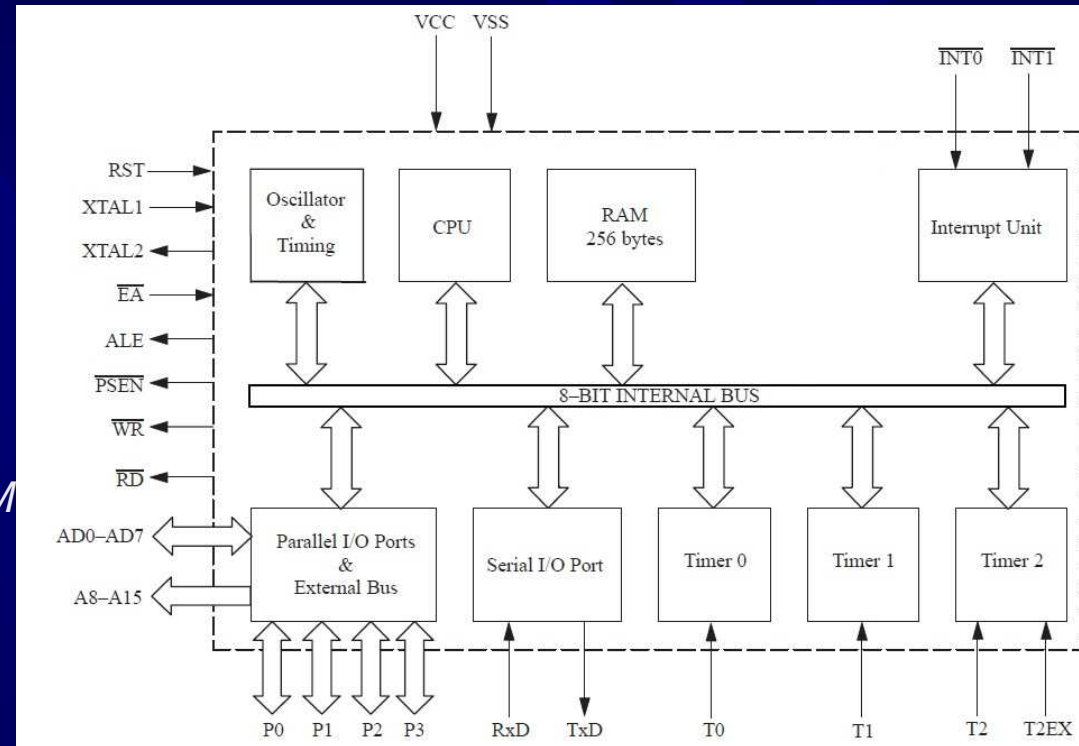 VCC VSS
INT0 INT1
RST
XTAL1
XTAL2
EA
ALE
PSEN
WR
RD
M
AD0–AD7
A8–A15
Oscillator
&
Timing
CPU
RAM
256 bytes
Interrupt Unit
8–BIT INTERNAL BUS
Parallel I/O Ports
&
External Bus
Serial I/O Port
Timer 0
Timer 1
Timer 2
P0 P1 P2 P3 RxD TxD T0 T1 T2 T2EX